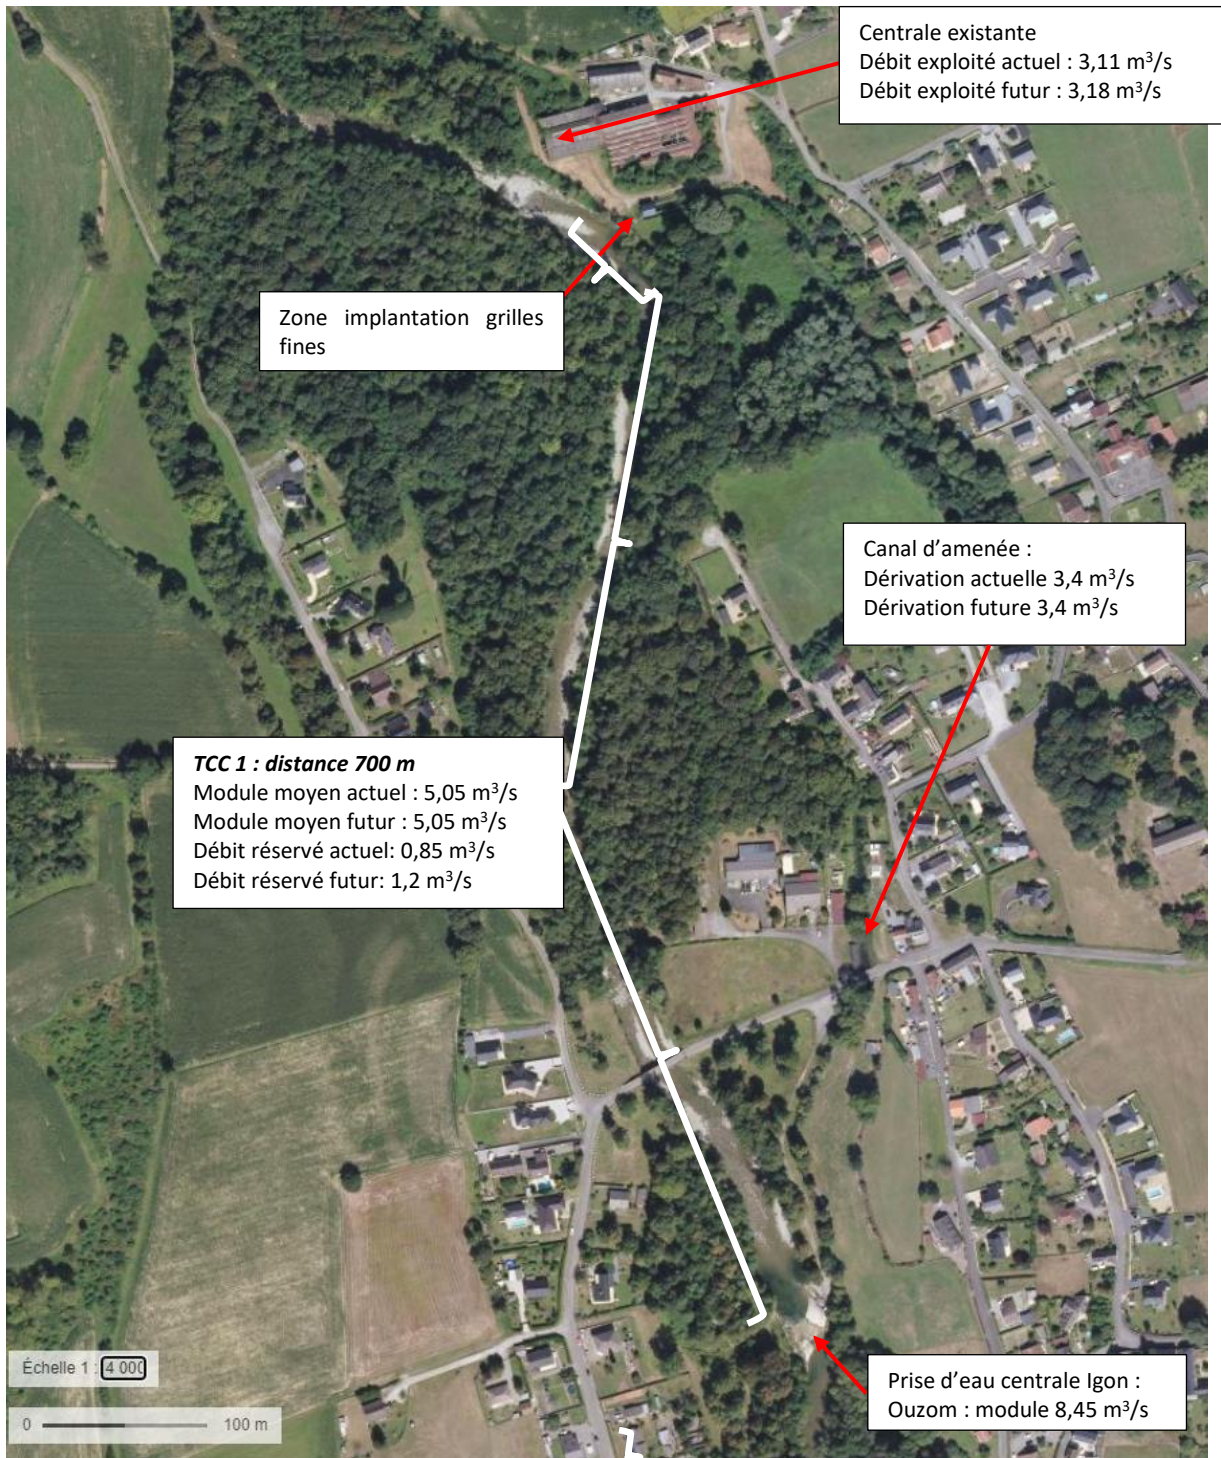 Centrale existante
Débit exploité actuel : 3,11 m³/s
Débit exploité futur : 3,18 m³/s
Zone implantation grilles
fines
Canal d’amenée :
Dérivation actuelle 3,4 m³/s
Dérivation future 3,4 m³/s
TCC 1 : distance 700 m
Module moyen actuel : 5,05 m³/s
Module moyen futur : 5,05 m³/s
Débit réservé actuel: 0,85 m³/s
Débit réservé futur: 1,2 m³/s
Prise d’eau centrale Igon :
Ouzom : module 8,45 m³/s
Échelle 1 : 4 000
0 100 m